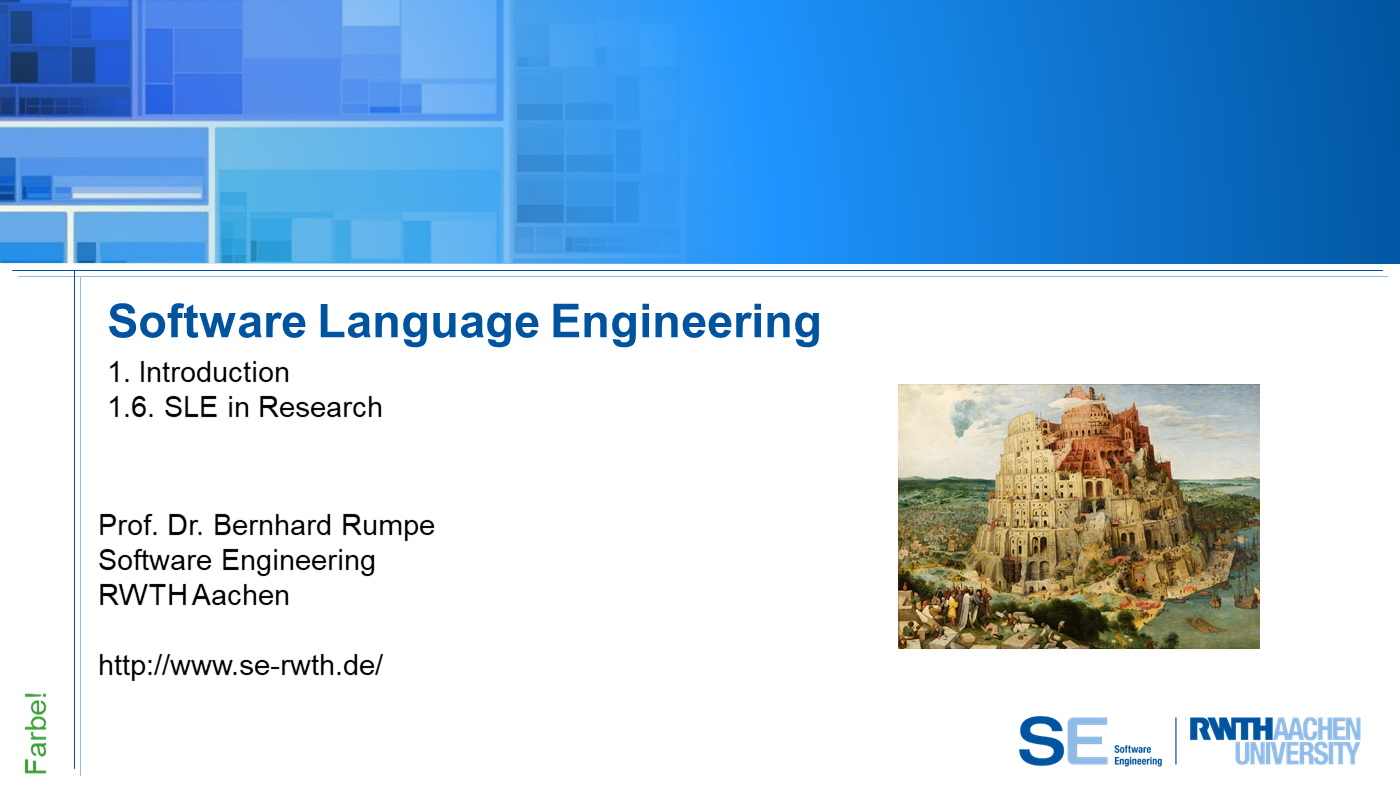 Software Language Engineering
1. Introduction
1.6. SLE in Research
Prof. Dr. Bernhard Rumpe
Software Engineering
RWTH Aachen
http://www.se-rwth.de/
Farbe!
SE Software
Engineering
RWTHAACHEN
UNIVERSITY